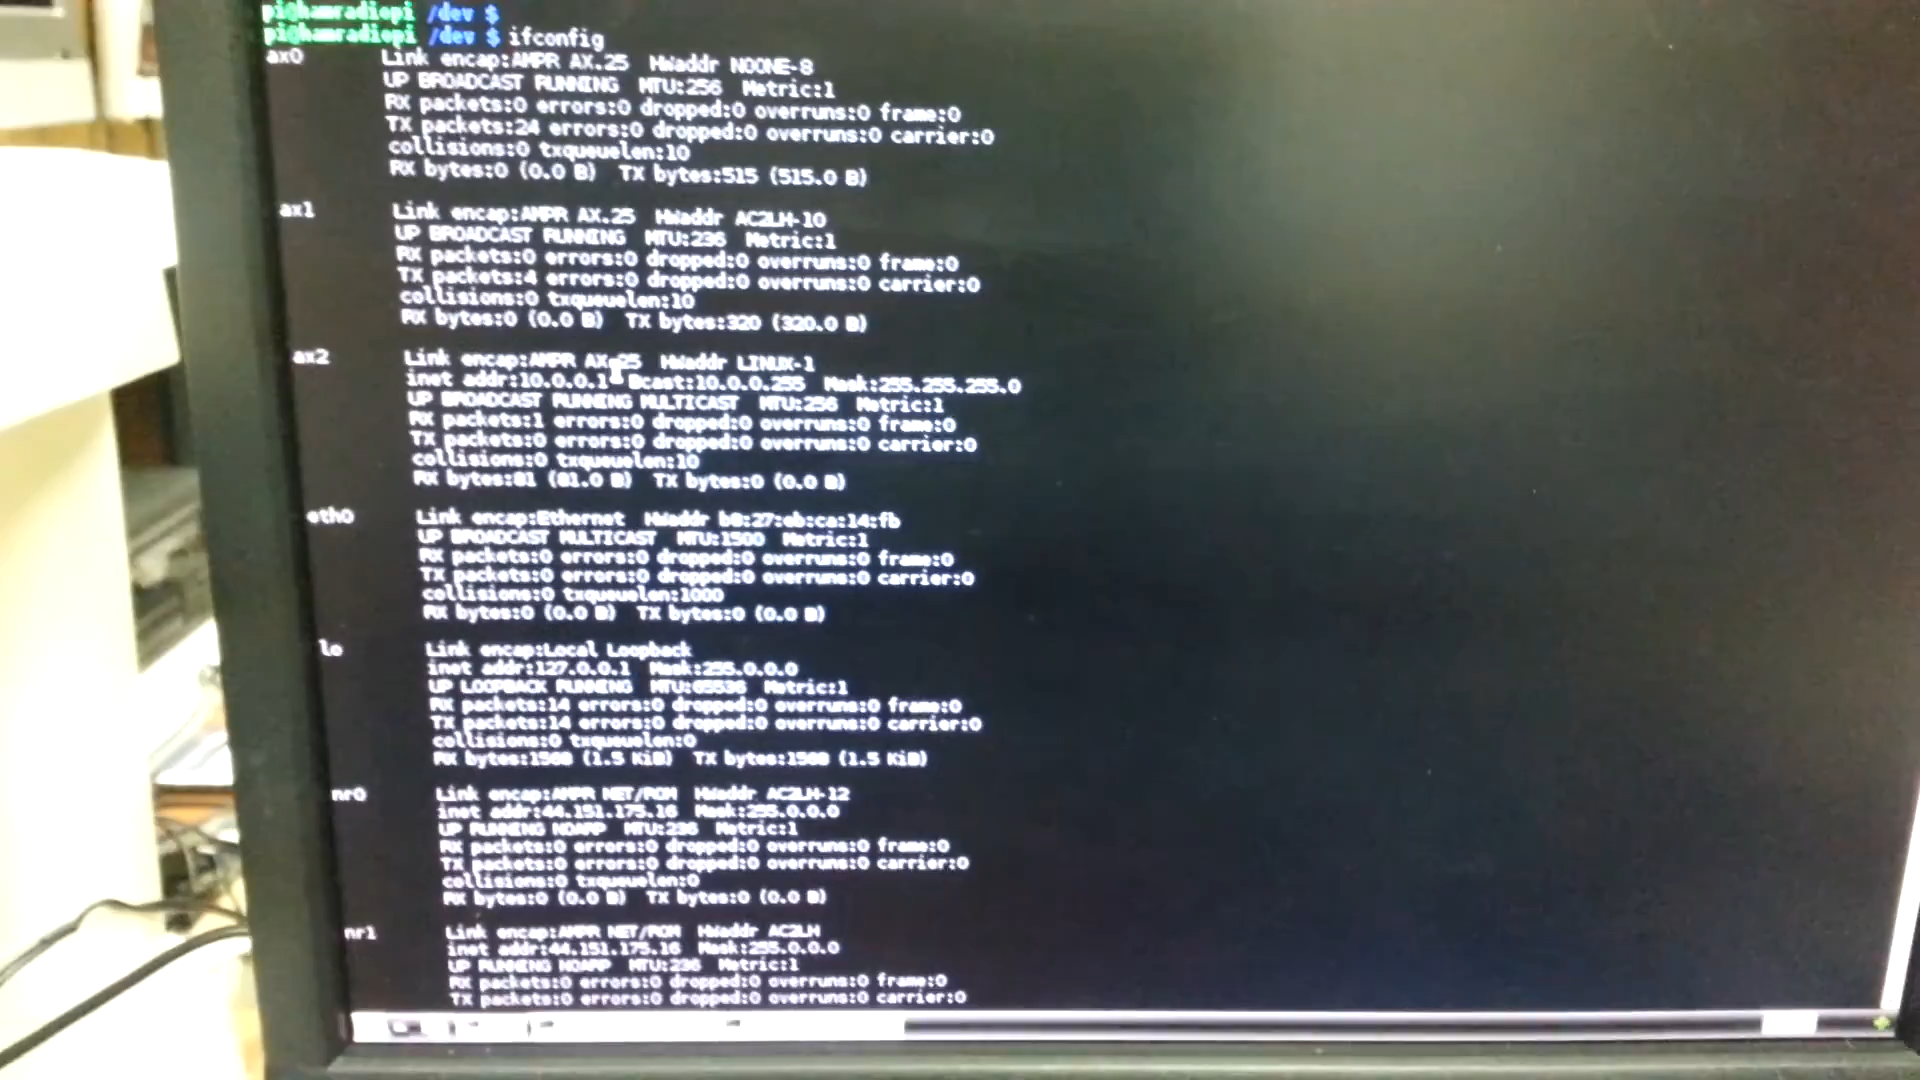 pi@hamradiopi /dev $
pi@hamradiopi /dev $ ifconfig
ax0 Link encap:AMPR AX.25 HWaddr NOONE-8
UP BROADCAST RUNNING MTU:256 Metric:1
RX packets:0 errors:0 dropped:0 overruns:0 frame:0
TX packets:24 errors:0 dropped:0 overruns:0 carrier:0
collisions:0 txqueuelen:10
RX bytes:0 (0.0 B) TX bytes:515 (515.0 B)
ax1 Link encap:AMPR AX.25 HWaddr AC2LH-10
UP BROADCAST RUNNING MTU:236 Metric:1
RX packets:0 errors:0 dropped:0 overruns:0 frame:0
TX packets:4 errors:0 dropped:0 overruns:0 carrier:0
collisions:0 txqueuelen:10
RX bytes:0 (0.0 B) TX bytes:320 (320.0 B)
ax2 Link encap:AMPR AX.25 HWaddr LINUX-1
inet addr:10.0.0.1 Bcast:10.0.0.255 Mask:255.255.255.0
UP BROADCAST RUNNING MULTICAST MTU:256 Metric:1
RX packets:1 errors:0 dropped:0 overruns:0 frame:0
TX packets:0 errors:0 dropped:0 overruns:0 carrier:0
collisions:0 txqueuelen:10
RX bytes:81 (81.0 B) TX bytes:0 (0.0 B)
eth0 Link encap:Ethernet HWaddr b8:27:eb:ca:14:fb
UP BROADCAST MULTICAST MTU:1500 Metric:1
RX packets:0 errors:0 dropped:0 overruns:0 frame:0
TX packets:0 errors:0 dropped:0 overruns:0 carrier:0
collisions:0 txqueuelen:1000
RX bytes:0 (0.0 B) TX bytes:0 (0.0 B)
lo Link encap:Local Loopback
inet addr:127.0.0.1 Mask:255.0.0.0
UP LOOPBACK RUNNING MTU:65536 Metric:1
RX packets:14 errors:0 dropped:0 overruns:0 frame:0
TX packets:14 errors:0 dropped:0 overruns:0 carrier:0
collisions:0 txqueuelen:0
RX bytes:1588 (1.5 KiB) TX bytes:1588 (1.5 KiB)
nr0 Link encap:AMPR NET/ROM HWaddr AC2LH-12
inet addr:44.151.175.16 Mask:255.0.0.0
UP RUNNING NOARP MTU:236 Metric:1
RX packets:0 errors:0 dropped:0 overruns:0 frame:0
TX packets:0 errors:0 dropped:0 overruns:0 carrier:0
collisions:0 txqueuelen:0
RX bytes:0 (0.0 B) TX bytes:0 (0.0 B)
nr1 Link encap:AMPR NET/ROM HWaddr AC2LH
inet addr:44.151.175.16 Mask:255.0.0.0
UP RUNNING NOARP MTU:236 Metric:1
RX packets:0 errors:0 dropped:0 overruns:0 frame:0
TX packets:0 errors:0 dropped:0 overruns:0 carrier:0